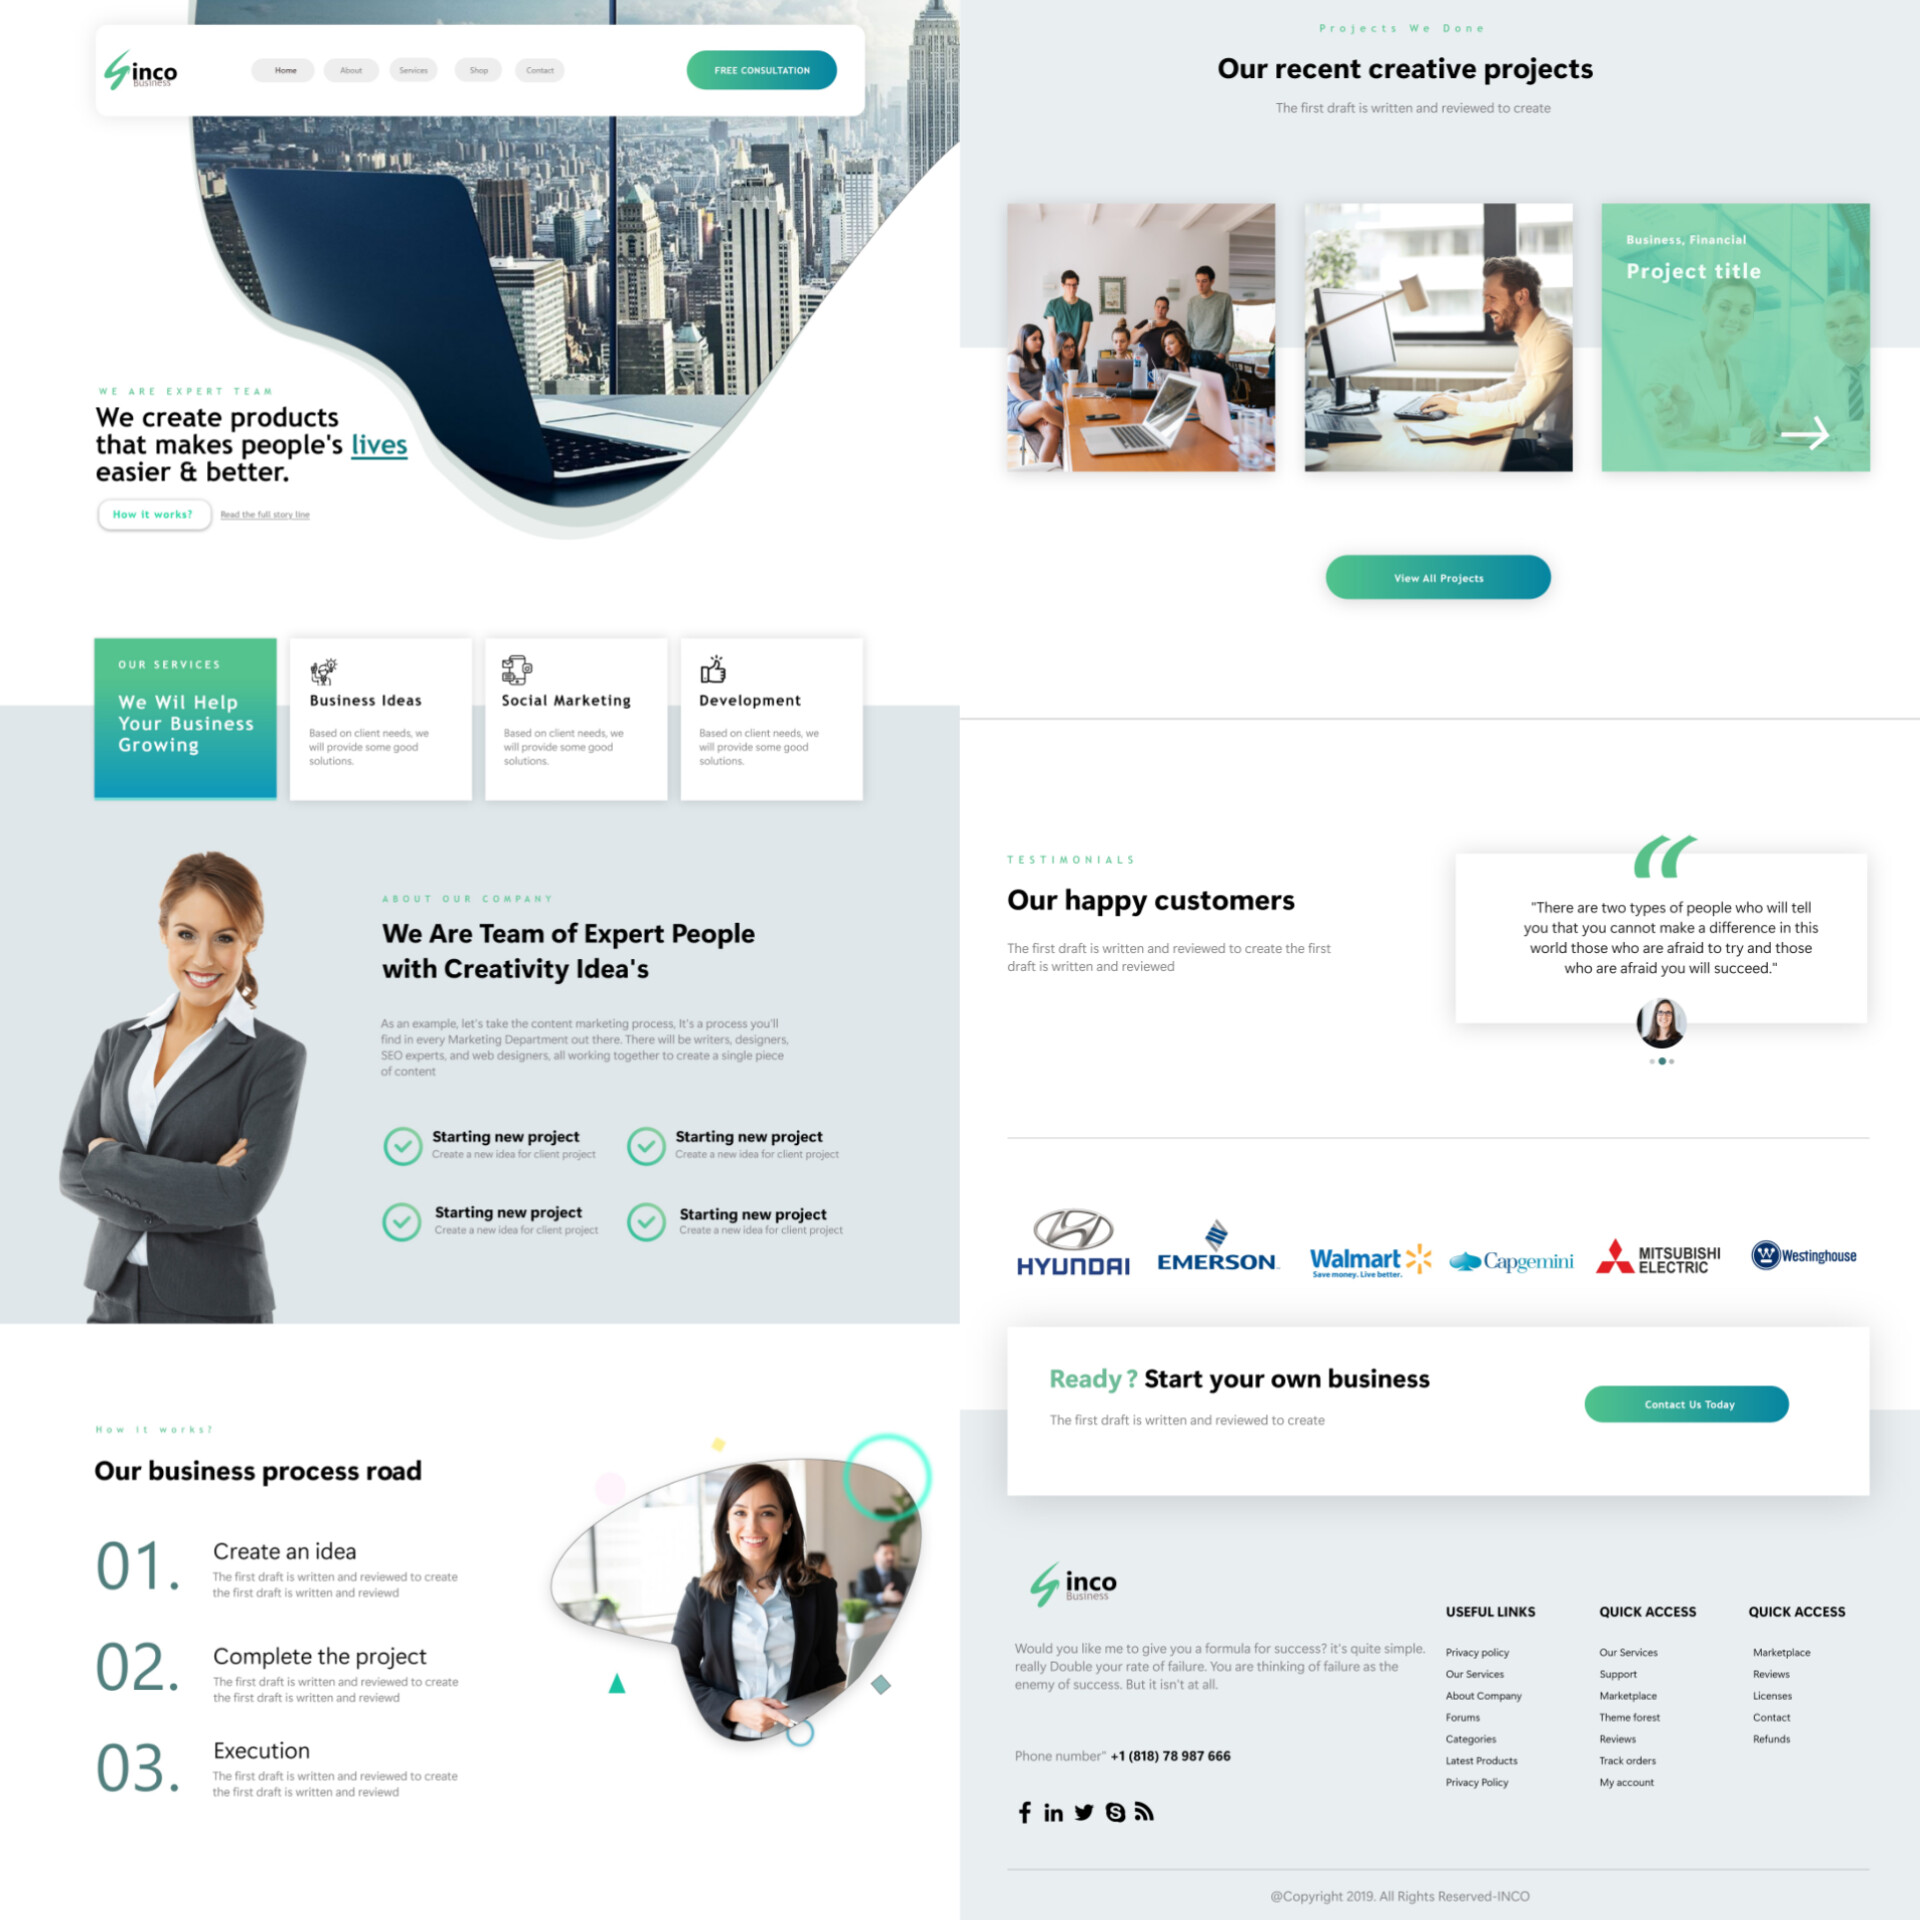 inco
Business
Home
About
Services
Shop
Contact
FREE CONSULTATION
WE ARE EXPERT TEAM
We create products
that makes people's lives
easier & better.
How it works?
Read the full story line
OUR SERVICES
We Wil Help
Your Business
Growing
Business Ideas
Based on client needs, we
will provide some good
solutions.
Social Marketing
Based on client needs, we
will provide some good
solutions.
Development
Based on client needs, we
will provide some good
solutions.
ABOUT OUR COMPANY
We Are Team of Expert People
with Creativity Idea's
As an example, let's take the content marketing process, It's a process you'll
find in every Marketing Department out there. There will be writers, designers,
SEO experts, and web designers, all working together to create a single piece
of content
Starting new project
Create a new idea for client project
Starting new project
Create a new idea for client project
Starting new project
Create a new idea for client project
Starting new project
Create a new idea for client project
How it works?
Our business process road
01.
Create an idea
The first draft is written and reviewed to create
the first draft is written and reviewd
02.
Complete the project
The first draft is written and reviewed to create
the first draft is written and reviewd
03.
Execution
The first draft is written and reviewed to create
the first draft is written and reviewd
Projects We Done
Our recent creative projects
The first draft is written and reviewed to create
Business, Financial
Project title
View All Projects
TESTIMONIALS
Our happy customers
The first draft is written and reviewed to create the first
draft is written and reviewed
"There are two types of people who will tell
you that you cannot make a difference in this
world those who are afraid to try and those
who are afraid you will succeed."
HYUNDAI
EMERSON
Walmart
Save money. Live better.
Capgemini
MITSUBISHI
ELECTRIC
Westinghouse
Ready? Start your own business
The first draft is written and reviewed to create
Contact Us Today
inco
Business
Would you like me to give you a formula for success? it's quite simple.
really Double your rate of failure. You are thinking of failure as the
enemy of success. But it isn't at all.
Phone number" +1 (818) 78 987 666
USEFUL LINKS
Privacy policy
Our Services
About Company
Forums
Categories
Latest Products
Privacy Policy
QUICK ACCESS
Our Services
Support
Marketplace
Theme forest
Reviews
Track orders
My account
QUICK ACCESS
Marketplace
Reviews
Licenses
Contact
Refunds
@Copyright 2019. All Rights Reserved-INCO